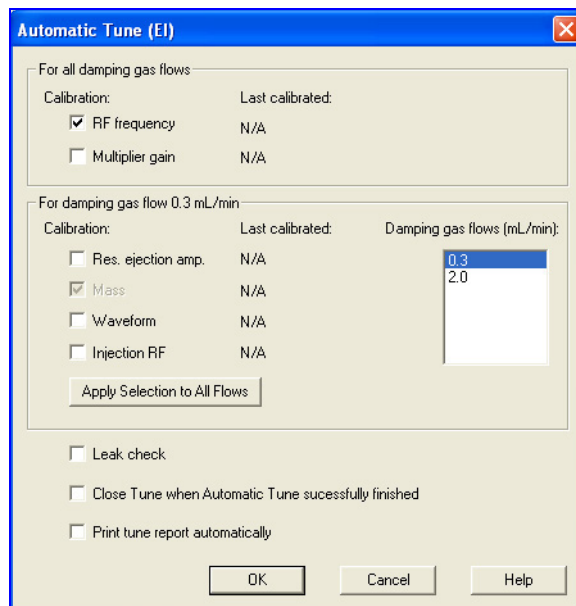 Automatic Tune (EI)
For all damping gas flows
Calibration: Last calibrated:
RF frequency N/A
Multiplier gain N/A
For damping gas flow 0.3 mL/min
Calibration: Last calibrated: Damping gas flows (mL/min):
Res. ejection amp. N/A 0.3
Mass N/A 2.0
Waveform N/A
Injection RF N/A
Apply Selection to All Flows
Leak check
Close Tune when Automatic Tune sucessfully finished
Print tune report automatically
OK Cancel Help